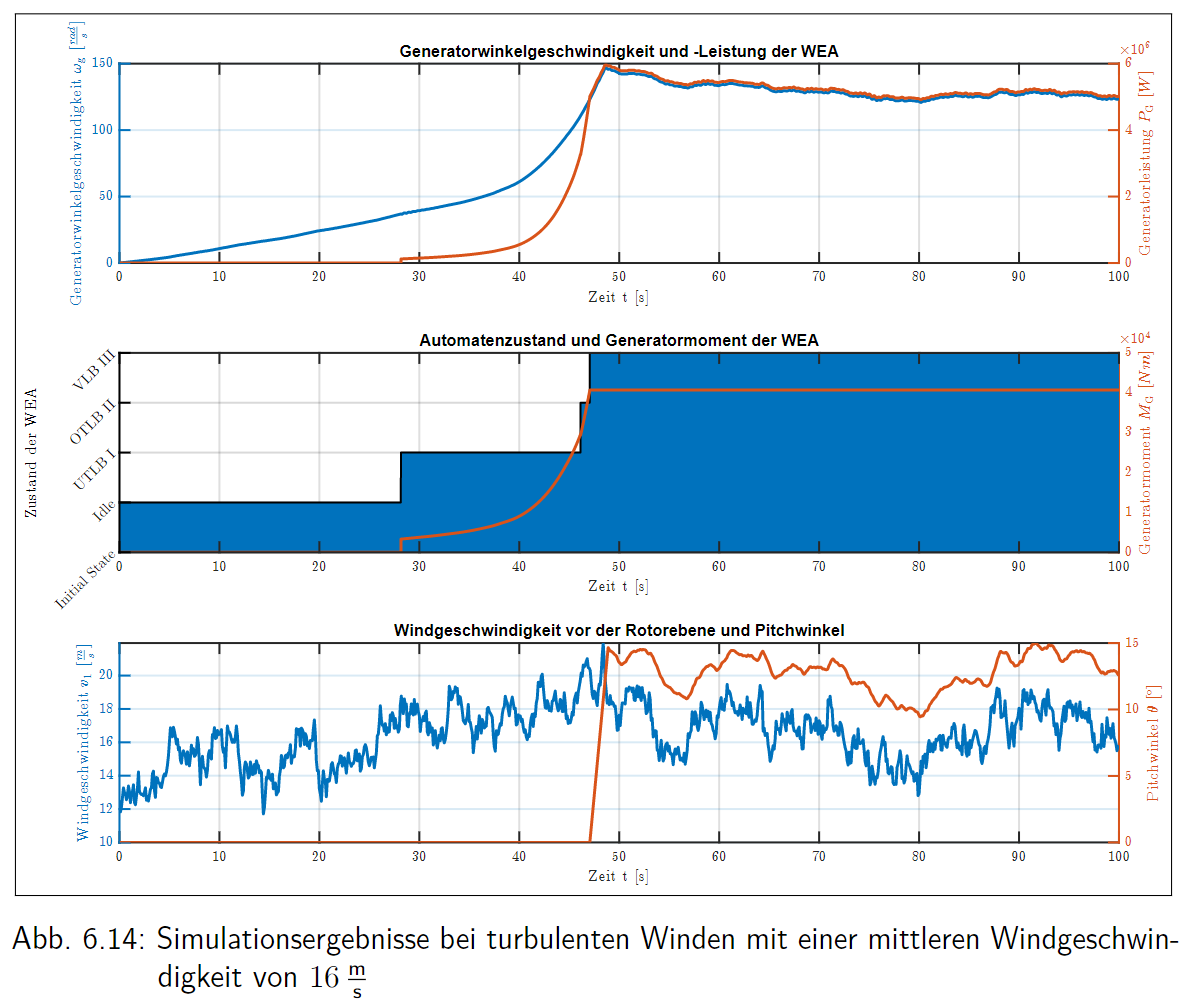 Generatorwinkelgeschwindigkeit und -Leistung der WEA
Generatorwinkelgeschwindigkeit ω_g [rad/s]
×10^6
Generatorleistung P_G [W]
150
100
50
0
6
4
2
0
0 10 20 30 40 50 60 70 80 90 100
Zeit t [s]
Automatenzustand und Generatormoment der WEA
Zustand der WEA
×10^4
Generatormoment M_G [Nm]
VLB III
OTLB II
UTLB I
Idle
Initial State
5
4
3
2
1
0
0 10 20 30 40 50 60 70 80 90 100
Zeit t [s]
Windgeschwindigkeit vor der Rotorebene und Pitchwinkel
Windgeschwindigkeit v_1 [m/s]
Pitchwinkel θ [°]
20
18
16
14
12
10
15
10
5
0
0 10 20 30 40 50 60 70 80 90 100
Zeit t [s]
Abb. 6.14: Simulationsergebnisse bei turbulenten Winden mit einer mittleren Windgeschwin-
digkeit von 16 m/s